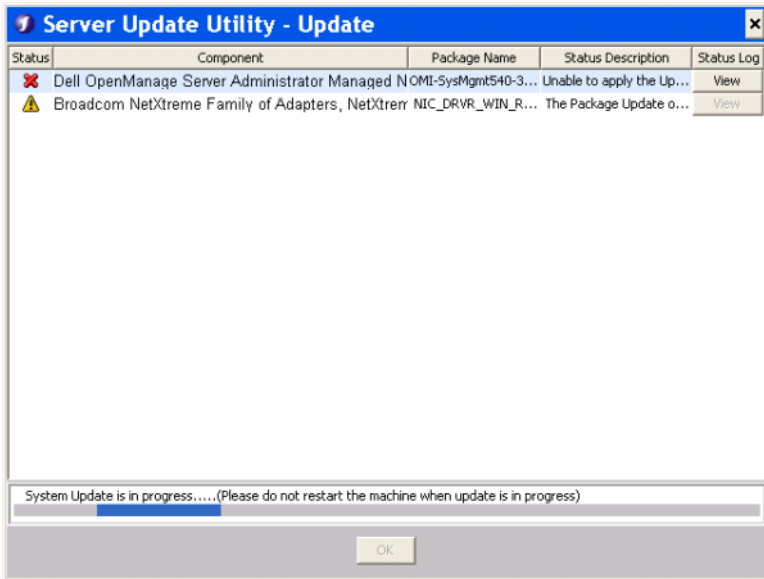 Server Update Utility - Update
Status Component Package Name Status Description Status Log
Dell OpenManage Server Administrator Managed N OMI-SysMgmt540-3... Unable to apply the Up... View
Broadcom NetXtreme Family of Adapters, NetXtrem NIC_DRVR_WIN_R... The Package Update o... View
System Update is in progress.....(Please do not restart the machine when update is in progress)
OK